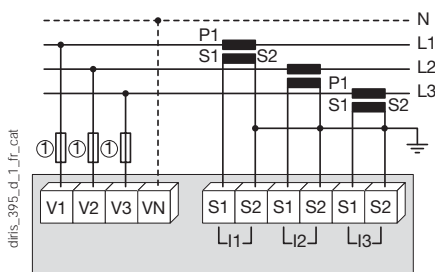 N
P1
L1
S1 S2
L2
P1
L3
S1 S2
① ① ①
V1 V2 V3 VN
S1 S2 S1 S2 S1 S2
I1 I2 I3
diris_395_d_1_fr_cat